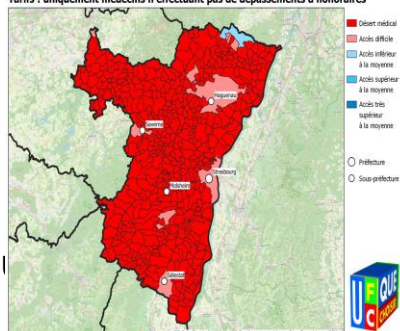 Tarifs : uniquement médecins n'effectuant pas de dépassements d'honoraires
Désert médical
Accès difficile
Accès inférieur
à la moyenne
Accès supérieur
à la moyenne
Accès très
supérieur
à la moyenne
Préfecture
Sous-préfecture
Haguenau
Saverne
Strasbourg
Molsheim
Sélestat
UFC
QUE
CHOISIR